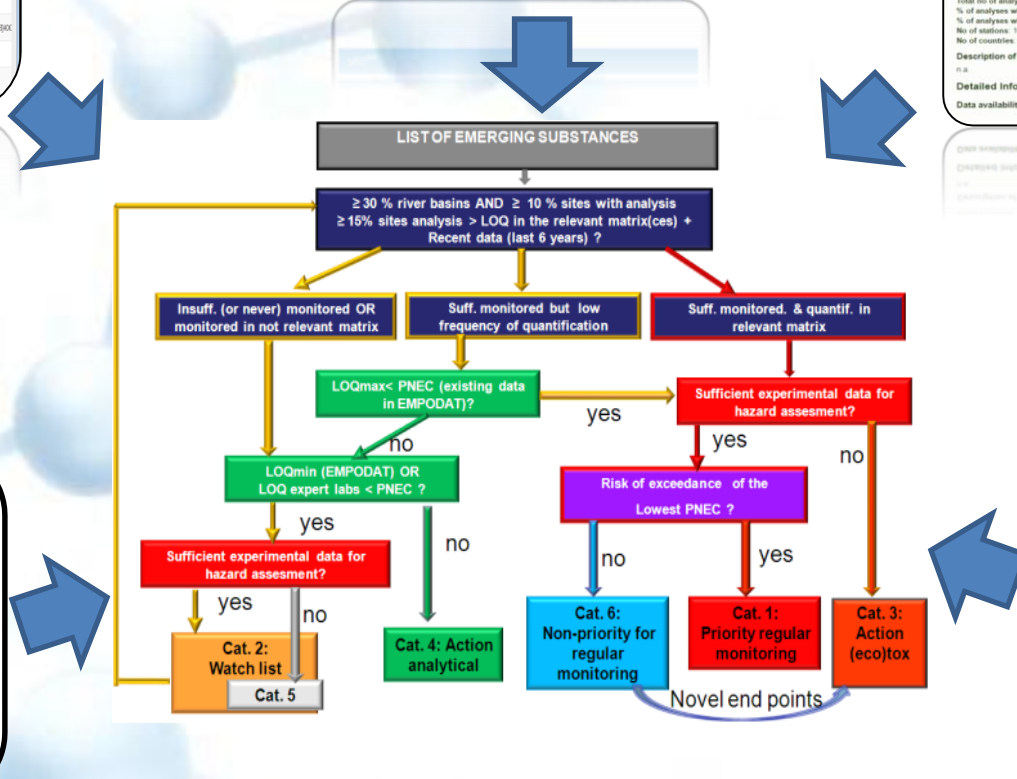 Total no of analy
% of analyses w
% of analyses w
No of stations: 1
No of countries:
Description of
n.a.
Detailed Info
Data availabilit
LIST OF EMERGING SUBSTANCES
≥ 30 % river basins AND ≥ 10 % sites with analysis
≥ 15% sites analysis > LOQ in the relevant matrix(ces) +
Recent data (last 6 years) ?
Insuff. (or never) monitored OR
monitored in not relevant matrix
Suff. monitored but low
frequency of quantification
Suff. monitored. & quantif. in
relevant matrix
LOQmax< PNEC (existing data
in EMPODAT)?
yes
Sufficient experimental data for
hazard assesment?
no
yes
no
LOQmin (EMPODAT) OR
LOQ expert labs < PNEC ?
Risk of exceedance of the
Lowest PNEC ?
yes
no
Sufficient experimental data for
hazard assesment?
no
yes
yes
no
Cat. 2:
Watch list
Cat. 5
Cat. 4: Action
analytical
Cat. 6:
Non-priority for
regular
monitoring
Cat. 1:
Priority regular
monitoring
Cat. 3:
Action
(eco)tox
Novel end points